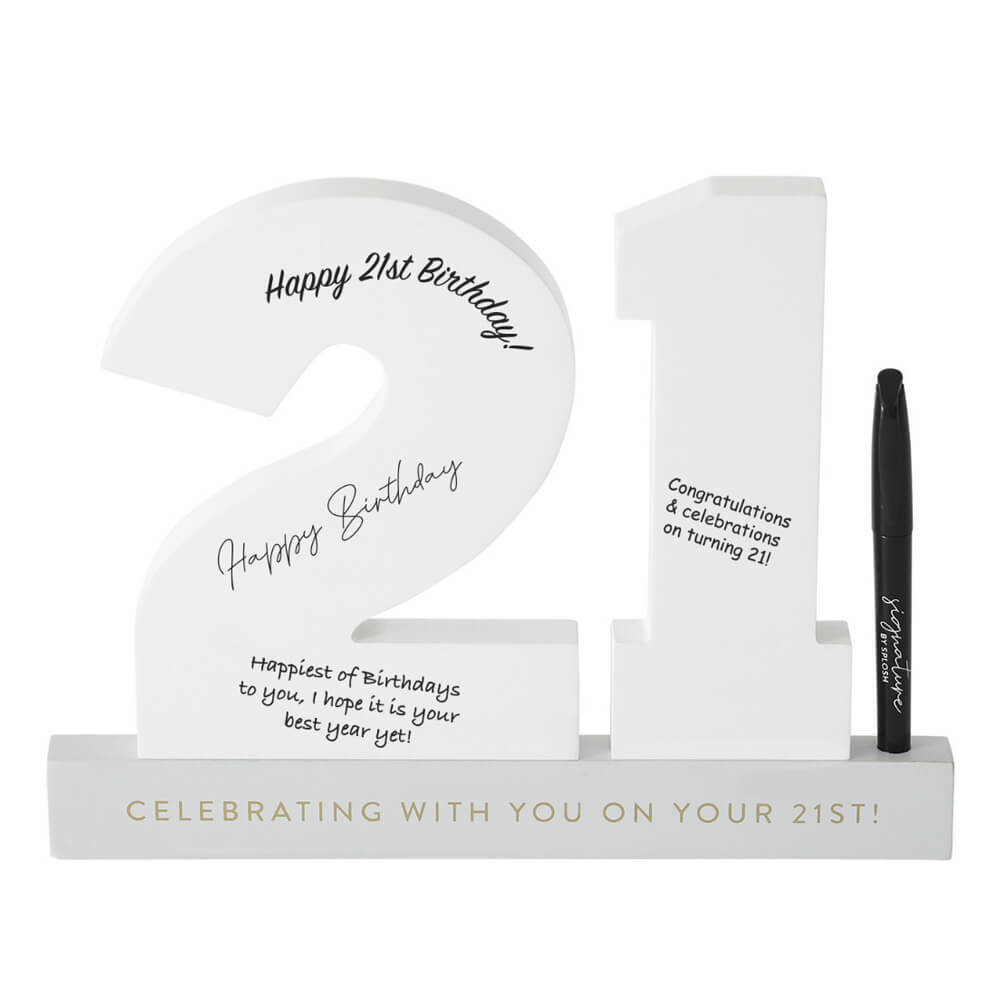 Happy 21st Birthday!
Happy Birthday
Happiest of Birthdays
to you, I hope it is your
best year yet!
Congratulations
& celebrations
on turning 21!
21
signature
BY SPLOSH
CELEBRATING WITH YOU ON YOUR 21ST!